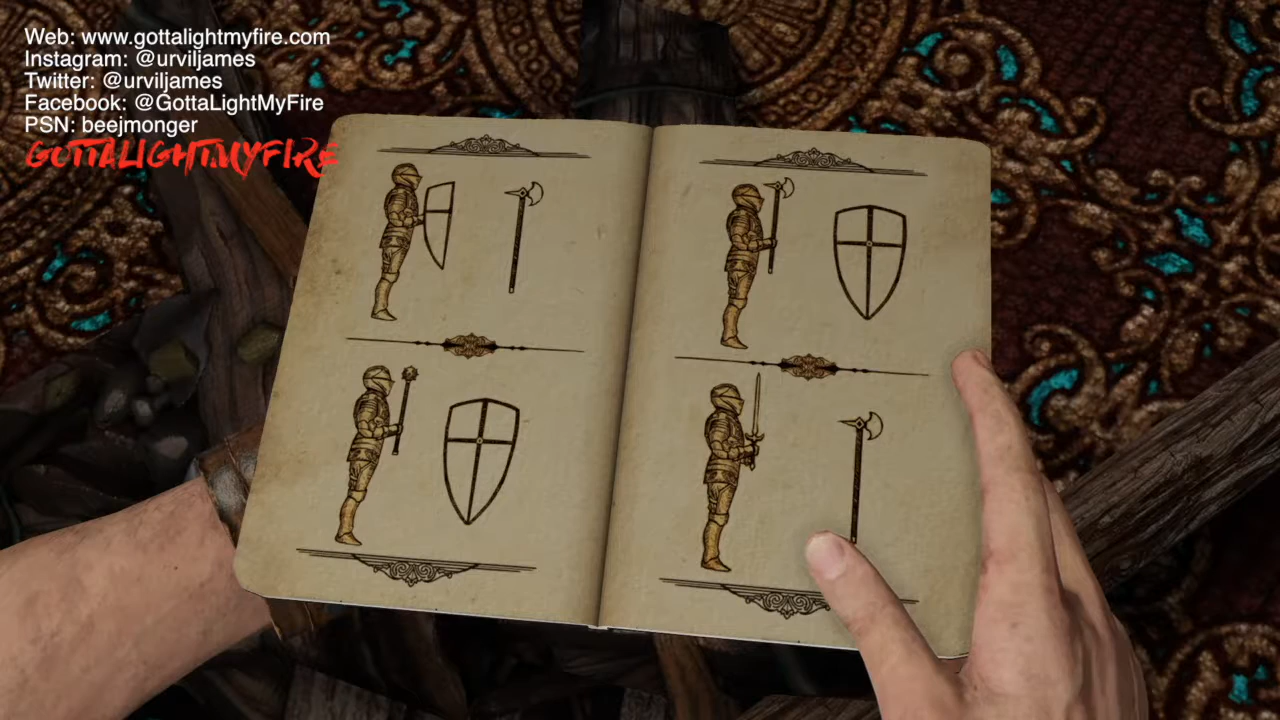 Web: www.gottalightmyfire.com
Instagram: @urviljames
Twitter: @urviljames
Facebook: @GottaLightMyFire
PSN: beejmonger
GOTTALIGHTMYFIRE